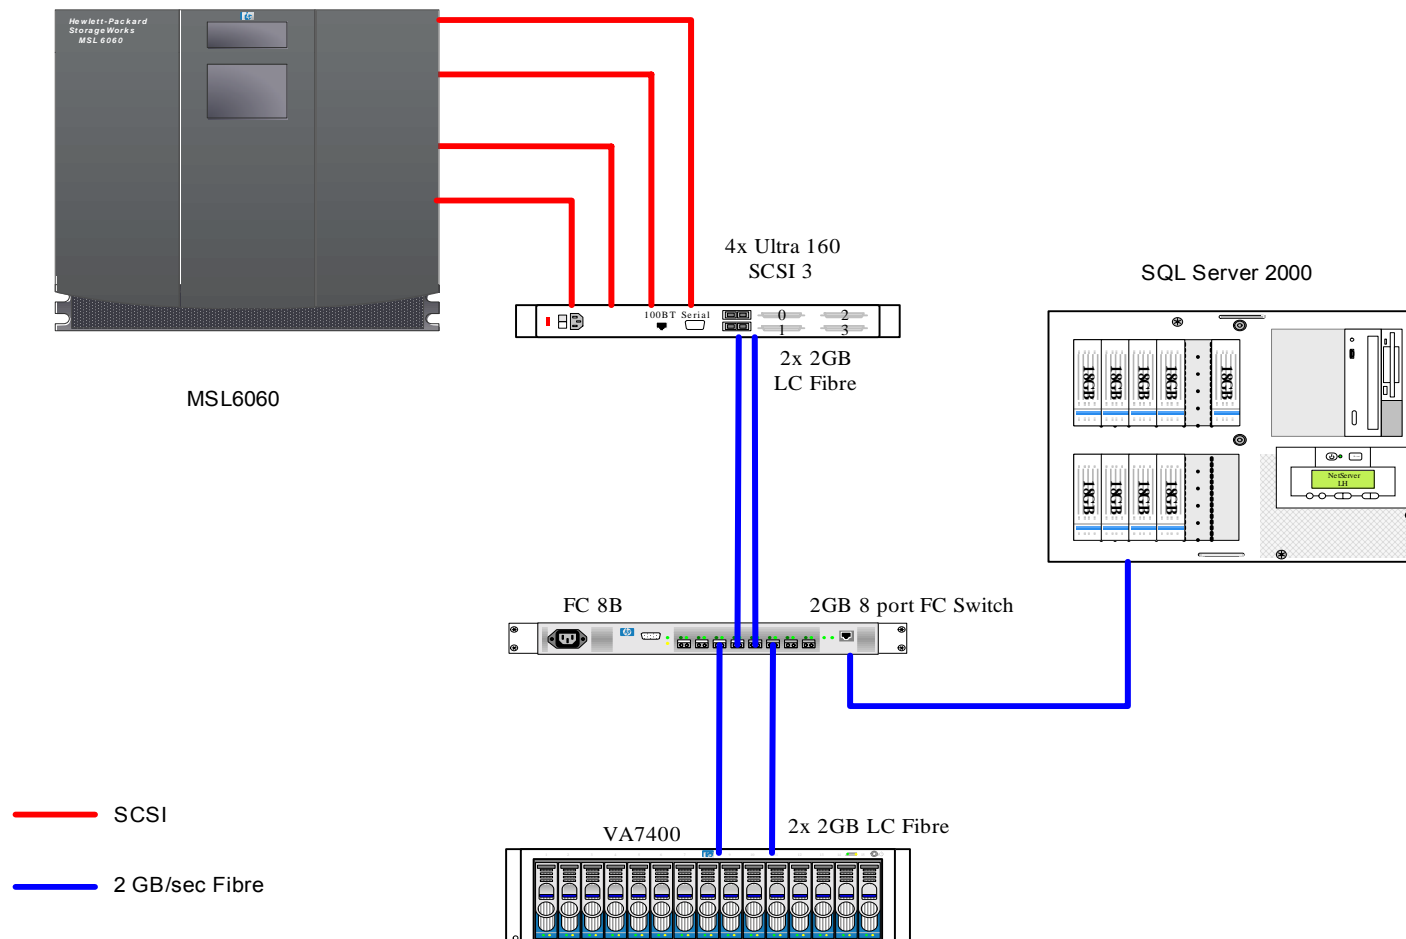 Hewlett-Packard
StorageWorks
MSL6060
MSL6060
4x Ultra 160
SCSI 3
100BT Serial
0 2
1 3
2x 2GB
LC Fibre
SQL Server 2000
18GB 18GB 18GB 18GB 18GB
18GB 18GB 18GB 18GB
NetServer
LH
FC 8B
2GB 8 port FC Switch
hp
SCSI
2 GB/sec Fibre
VA7400
2x 2GB LC Fibre